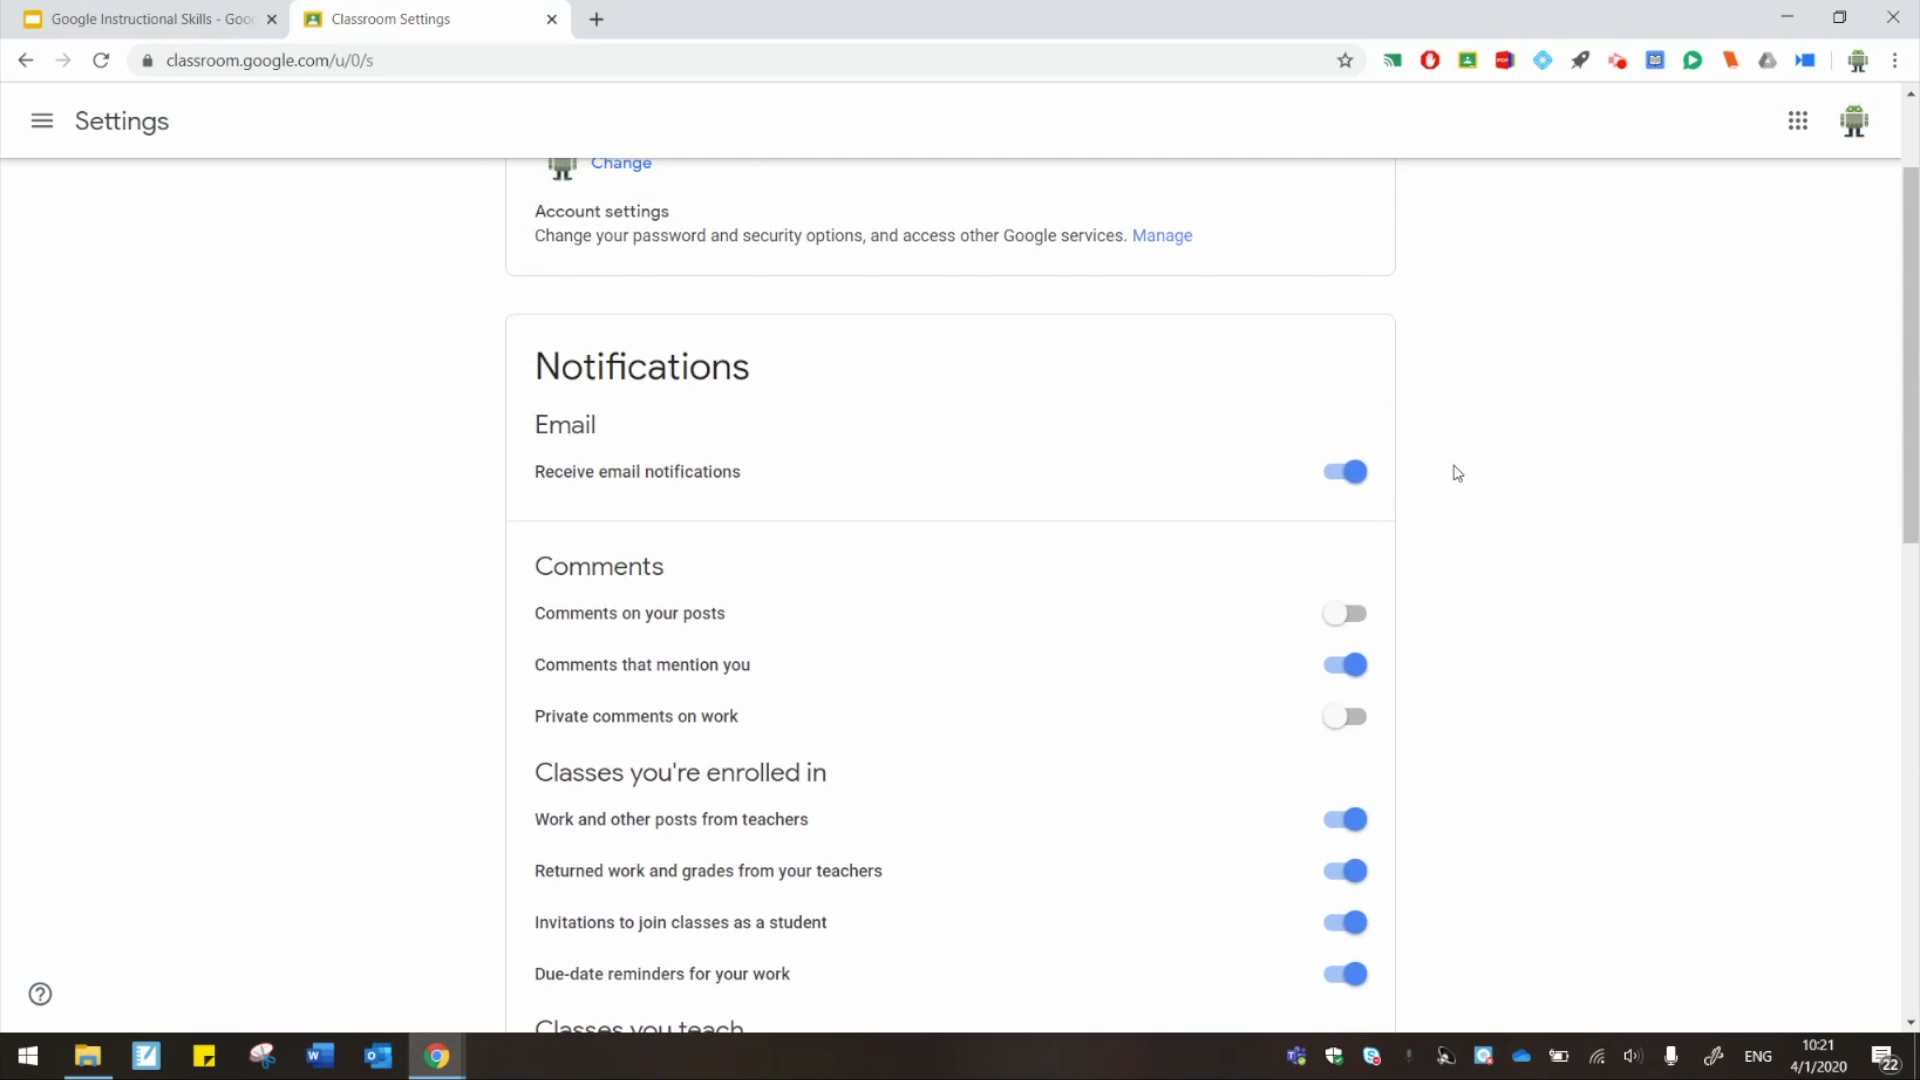 Google Instructional Skills - Goo
Classroom Settings
classroom.google.com/u/0/s
Settings
Change
Account settings
Change your password and security options, and access other Google services. Manage
Notifications
Email
Receive email notifications
Comments
Comments on your posts
Comments that mention you
Private comments on work
Classes you're enrolled in
Work and other posts from teachers
Returned work and grades from your teachers
Invitations to join classes as a student
Due-date reminders for your work
Classes you teach
ENG
10:21
4/1/2020
22